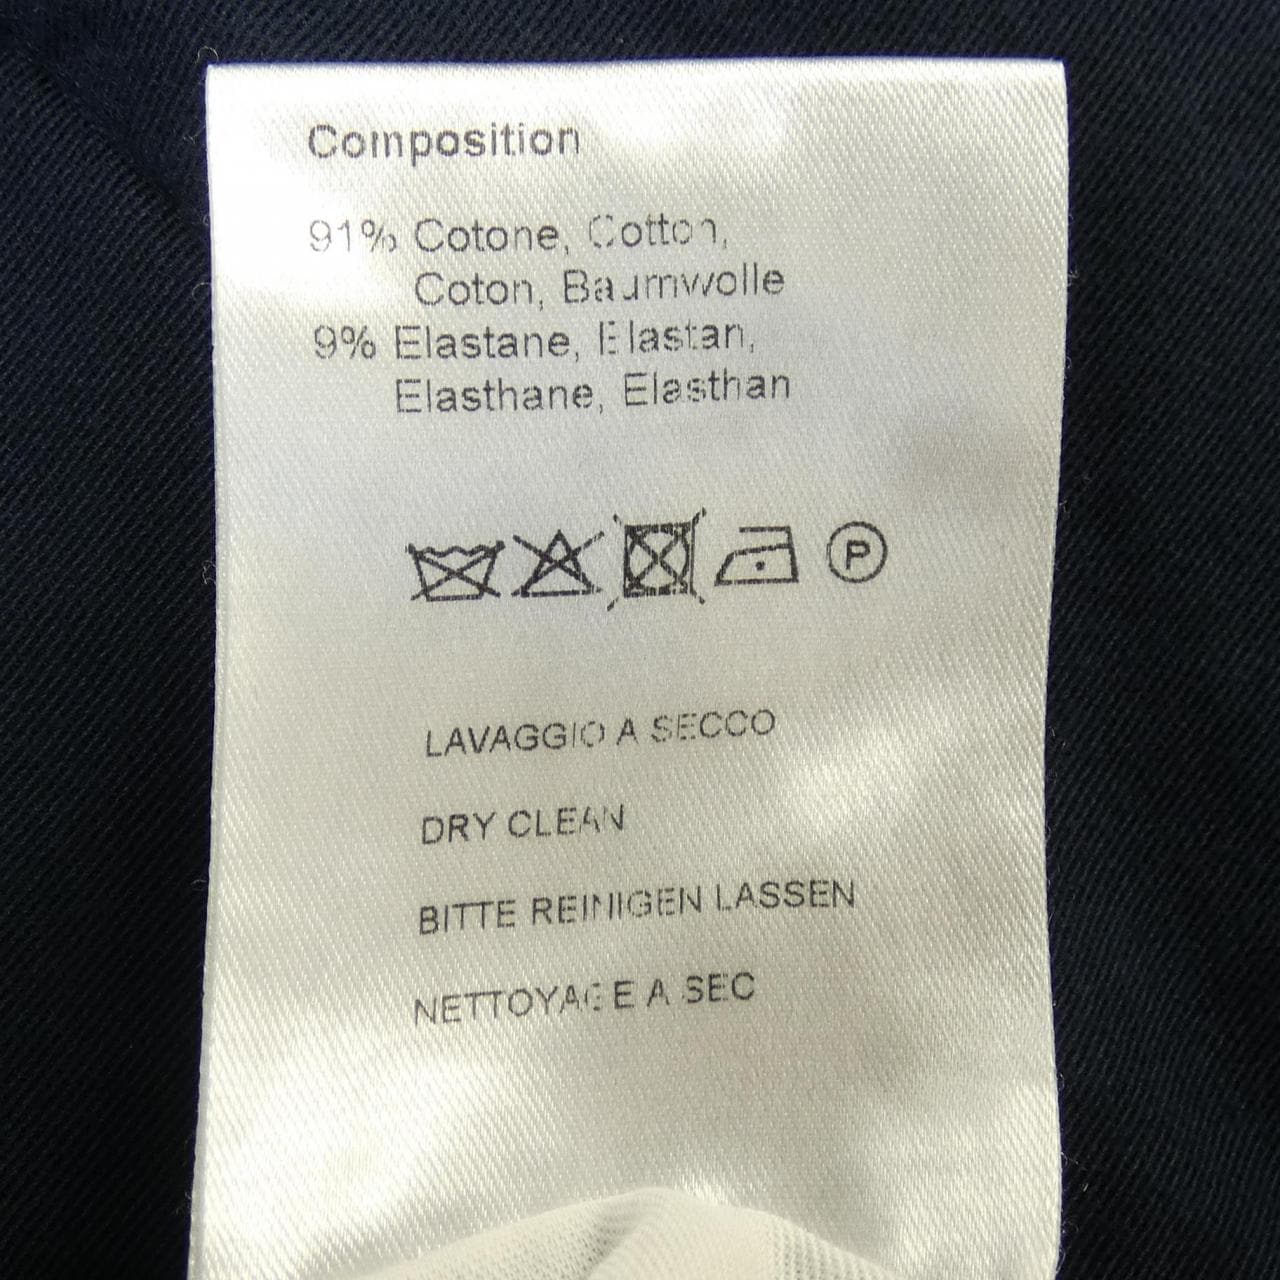 Composition
91% Cotone, Cotton,
Coton, Baumwolle
9% Elastane, Elastan,
Elasthane, Elasthan
P
LAVAGGIO A SECCO
DRY CLEAN
BITTE REINIGEN LASSEN
NETTOYAGE A SEC